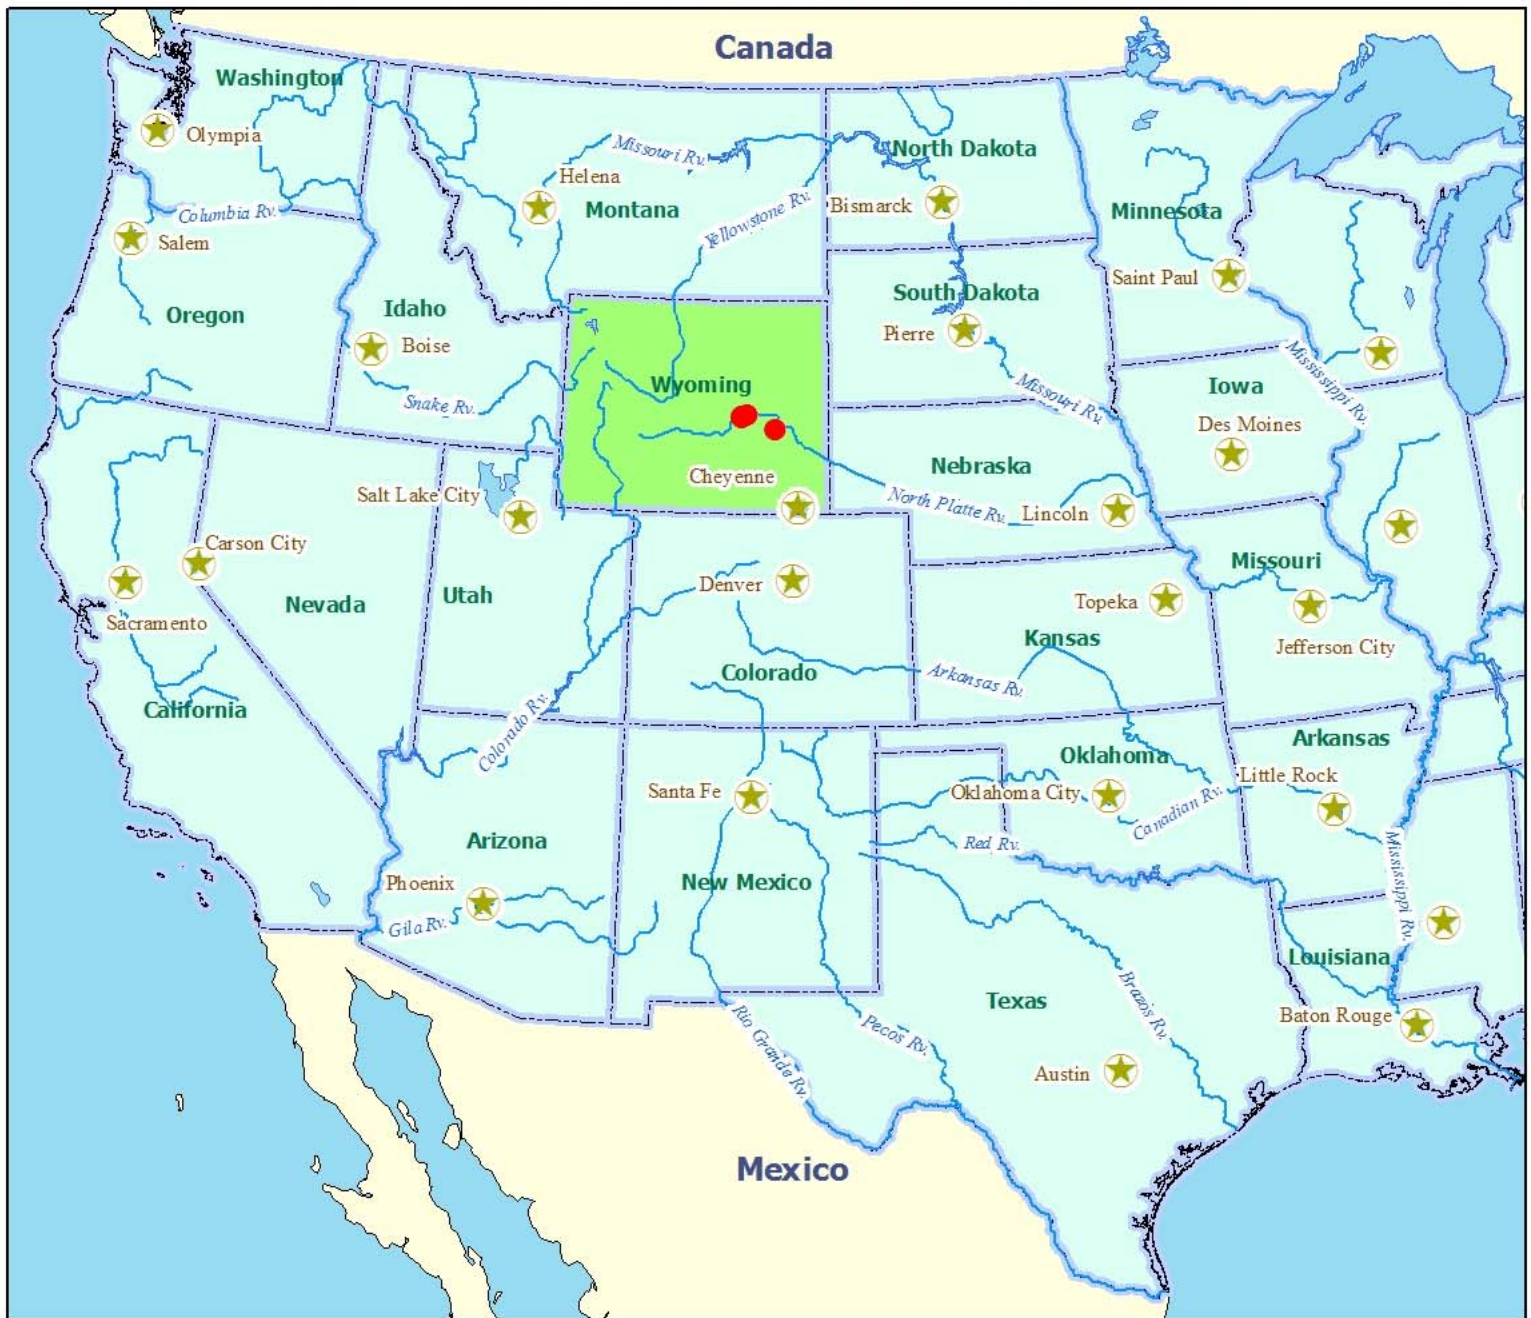 Canada
Washington
Olympia
Columbia Rv.
Salem
Oregon
Idaho
Boise
Snake Rv.
Helena
Missouri Rv.
Montana
Yellowstone Rv.
North Dakota
Bismarck
South Dakota
Pierre
Missouri Rv.
Minnesota
Saint Paul
Mississippi Rv.
Wyoming
Cheyenne
Iowa
Des Moines
Nebraska
North Platte Rv.
Lincoln
Salt Lake City
Carson City
Nevada
Utah
Sacramento
California
Denver
Colorado
Colorado Rv.
Topeka
Kansas
Arkansas Rv.
Missouri
Jefferson City
Santa Fe
New Mexico
Arizona
Phoenix
Gila Rv.
Oklahoma
Oklahoma City
Canadian Rv.
Red Rv.
Arkansas
Little Rock
Mississippi Rv.
Louisiana
Baton Rouge
Texas
Brazos Rv.
Pecos Rv.
Rio Grande Rv.
Austin
Mexico